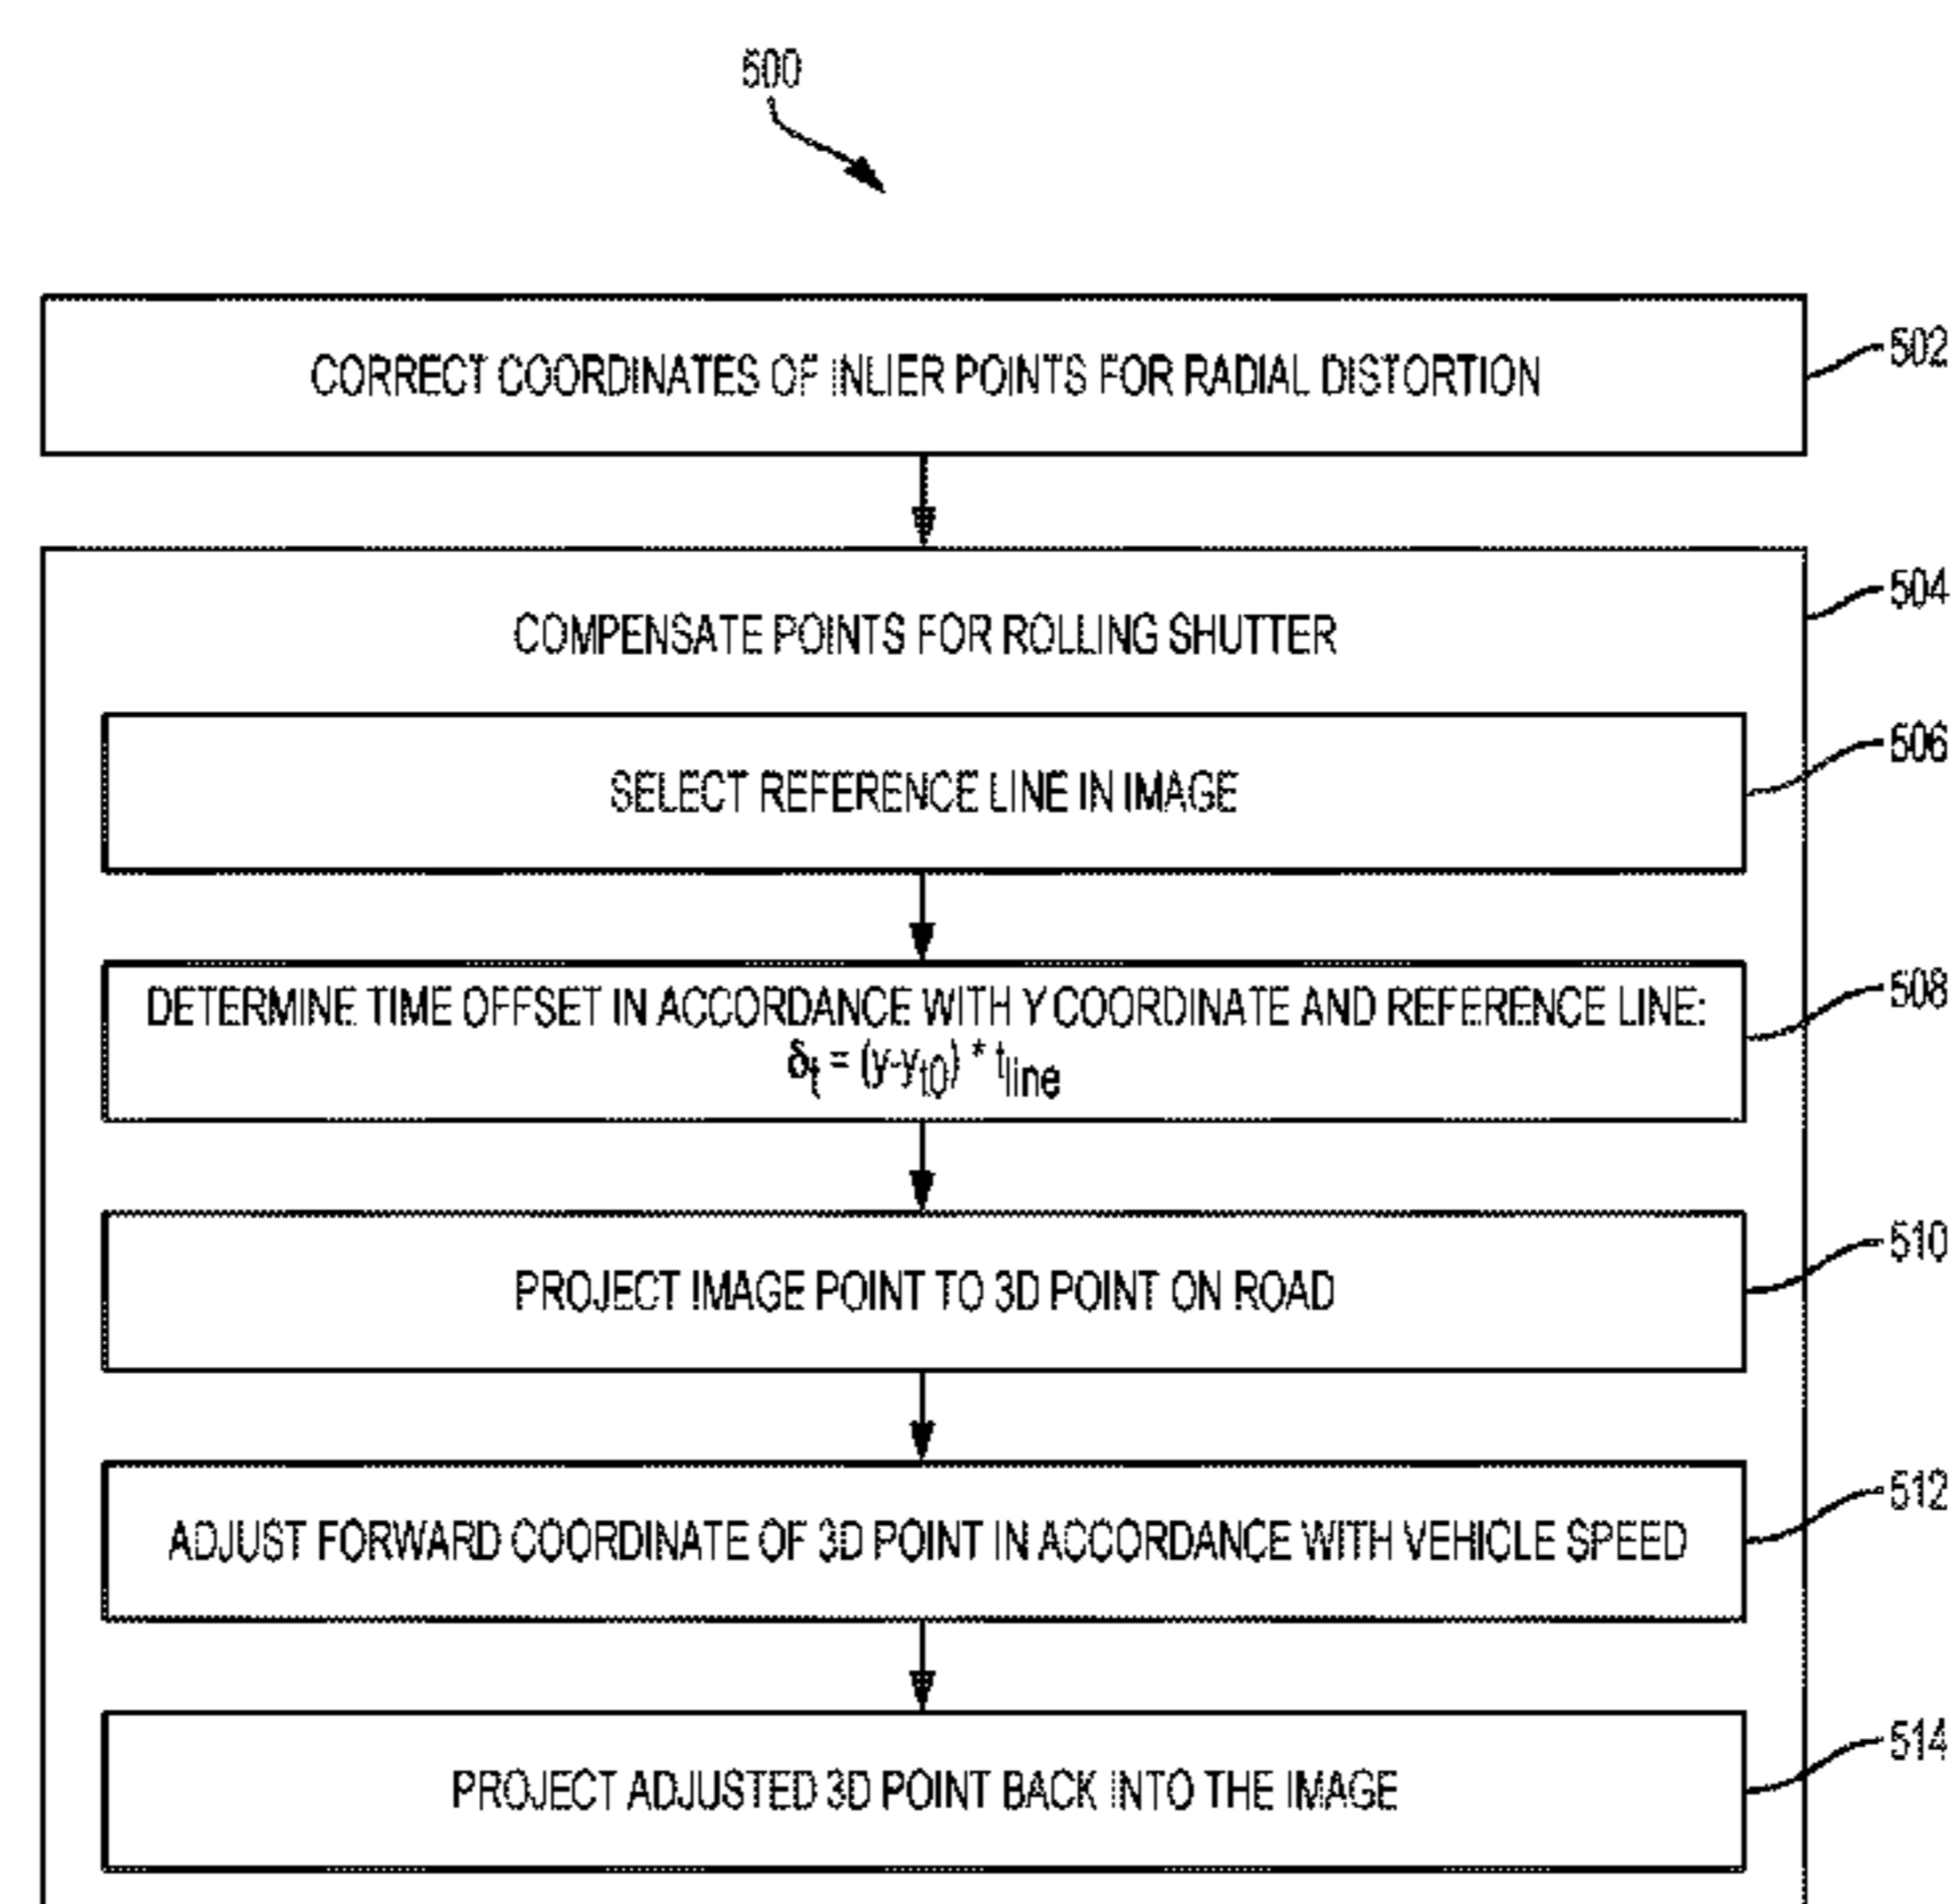 500
CORRECT COORDINATES OF INLIER POINTS FOR RADIAL DISTORTION
502
COMPENSATE POINTS FOR ROLLING SHUTTER
504
SELECT REFERENCE LINE IN IMAGE
506
DETERMINE TIME OFFSET IN ACCORDANCE WITH Y COORDINATE AND REFERENCE LINE:
δt = (y-yt0) * tline
508
PROJECT IMAGE POINT TO 3D POINT ON ROAD
510
ADJUST FORWARD COORDINATE OF 3D POINT IN ACCORDANCE WITH VEHICLE SPEED
512
PROJECT ADJUSTED 3D POINT BACK INTO THE IMAGE
514